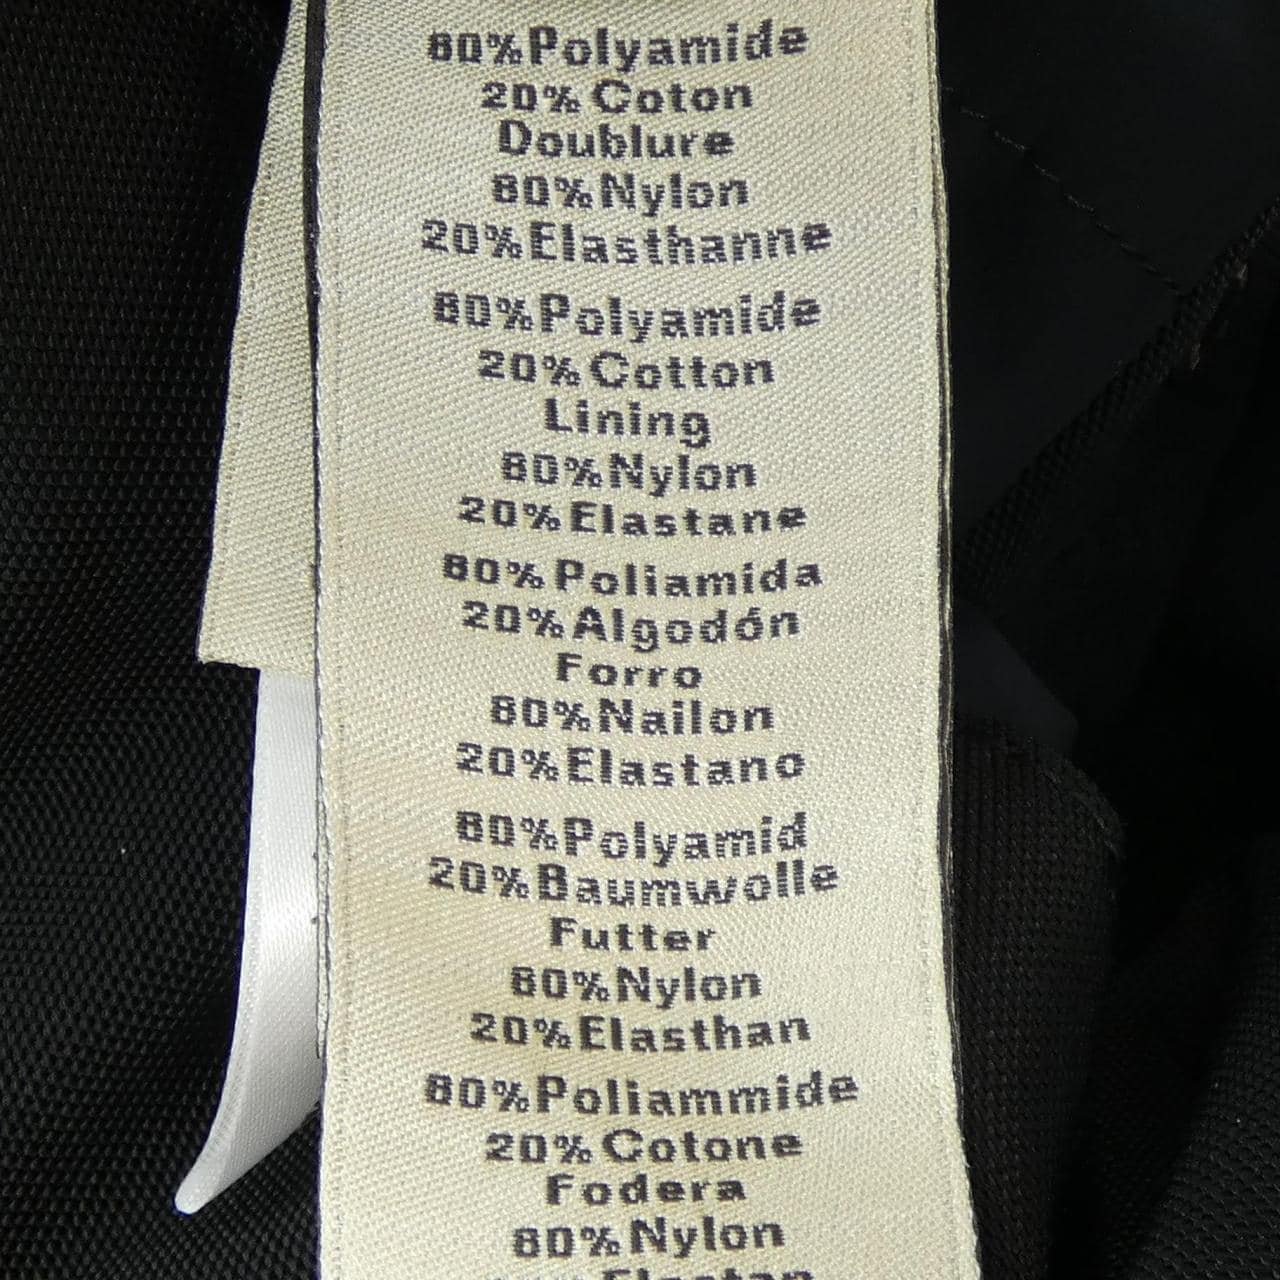 80%Polyamide
20% Coton
Doublure
80%Nylon
20%Elasthanne
80%Polyamide
20%Cotton
Lining
80%Nylon
20%Elastane
80%Poliamida
20%Algodón
Forro
80%Nailon
20%Elastano
80%Polyamid
20%Baumwolle
Futter
80%Nylon
20%Elasthan
80%Poliammide
20%Cotone
Fodera
80%Nylon